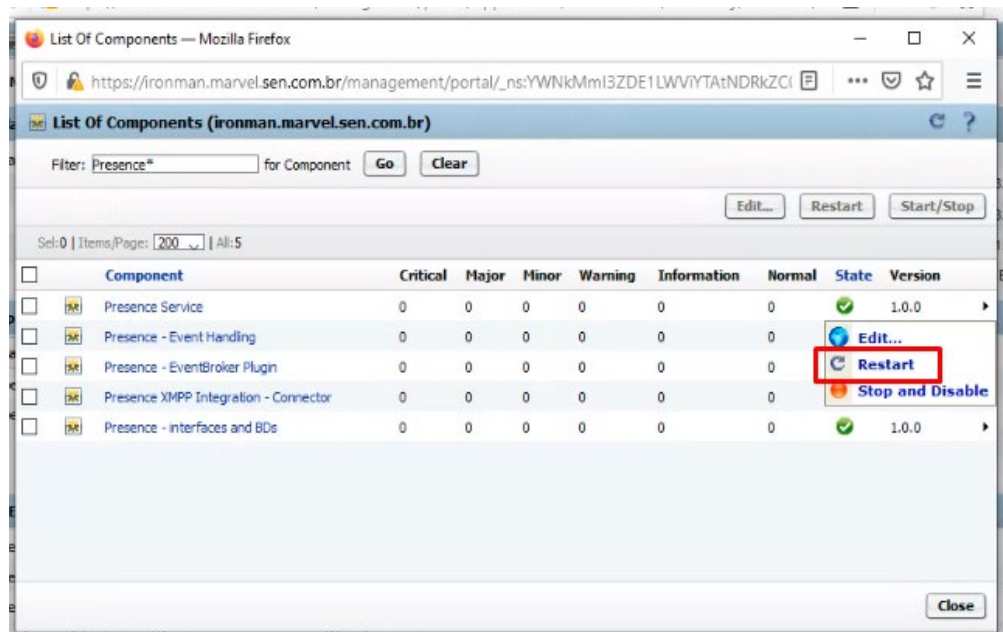 List Of Components — Mozilla Firefox
https://ironman.marvel.sen.com.br/management/portal/_ns:YWNkMmI3ZDE1LWViYTAtNDRkZC(
List Of Components (ironman.marvel.sen.com.br)
Filter: Presence* for Component Go Clear
Edit... Restart Start/Stop
Sel:0 | Items/Page: 200 | All:5
Component Critical Major Minor Warning Information Normal State Version
Presence Service 0 0 0 0 0 0 1.0.0
Presence - Event Handling 0 0 0 0 0 0 Edit...
Presence - EventBroker Plugin 0 0 0 0 0 0 Restart
Presence XMPP Integration - Connector 0 0 0 0 0 0 Stop and Disable
Presence - interfaces and BDs 0 0 0 0 0 0 1.0.0
Close